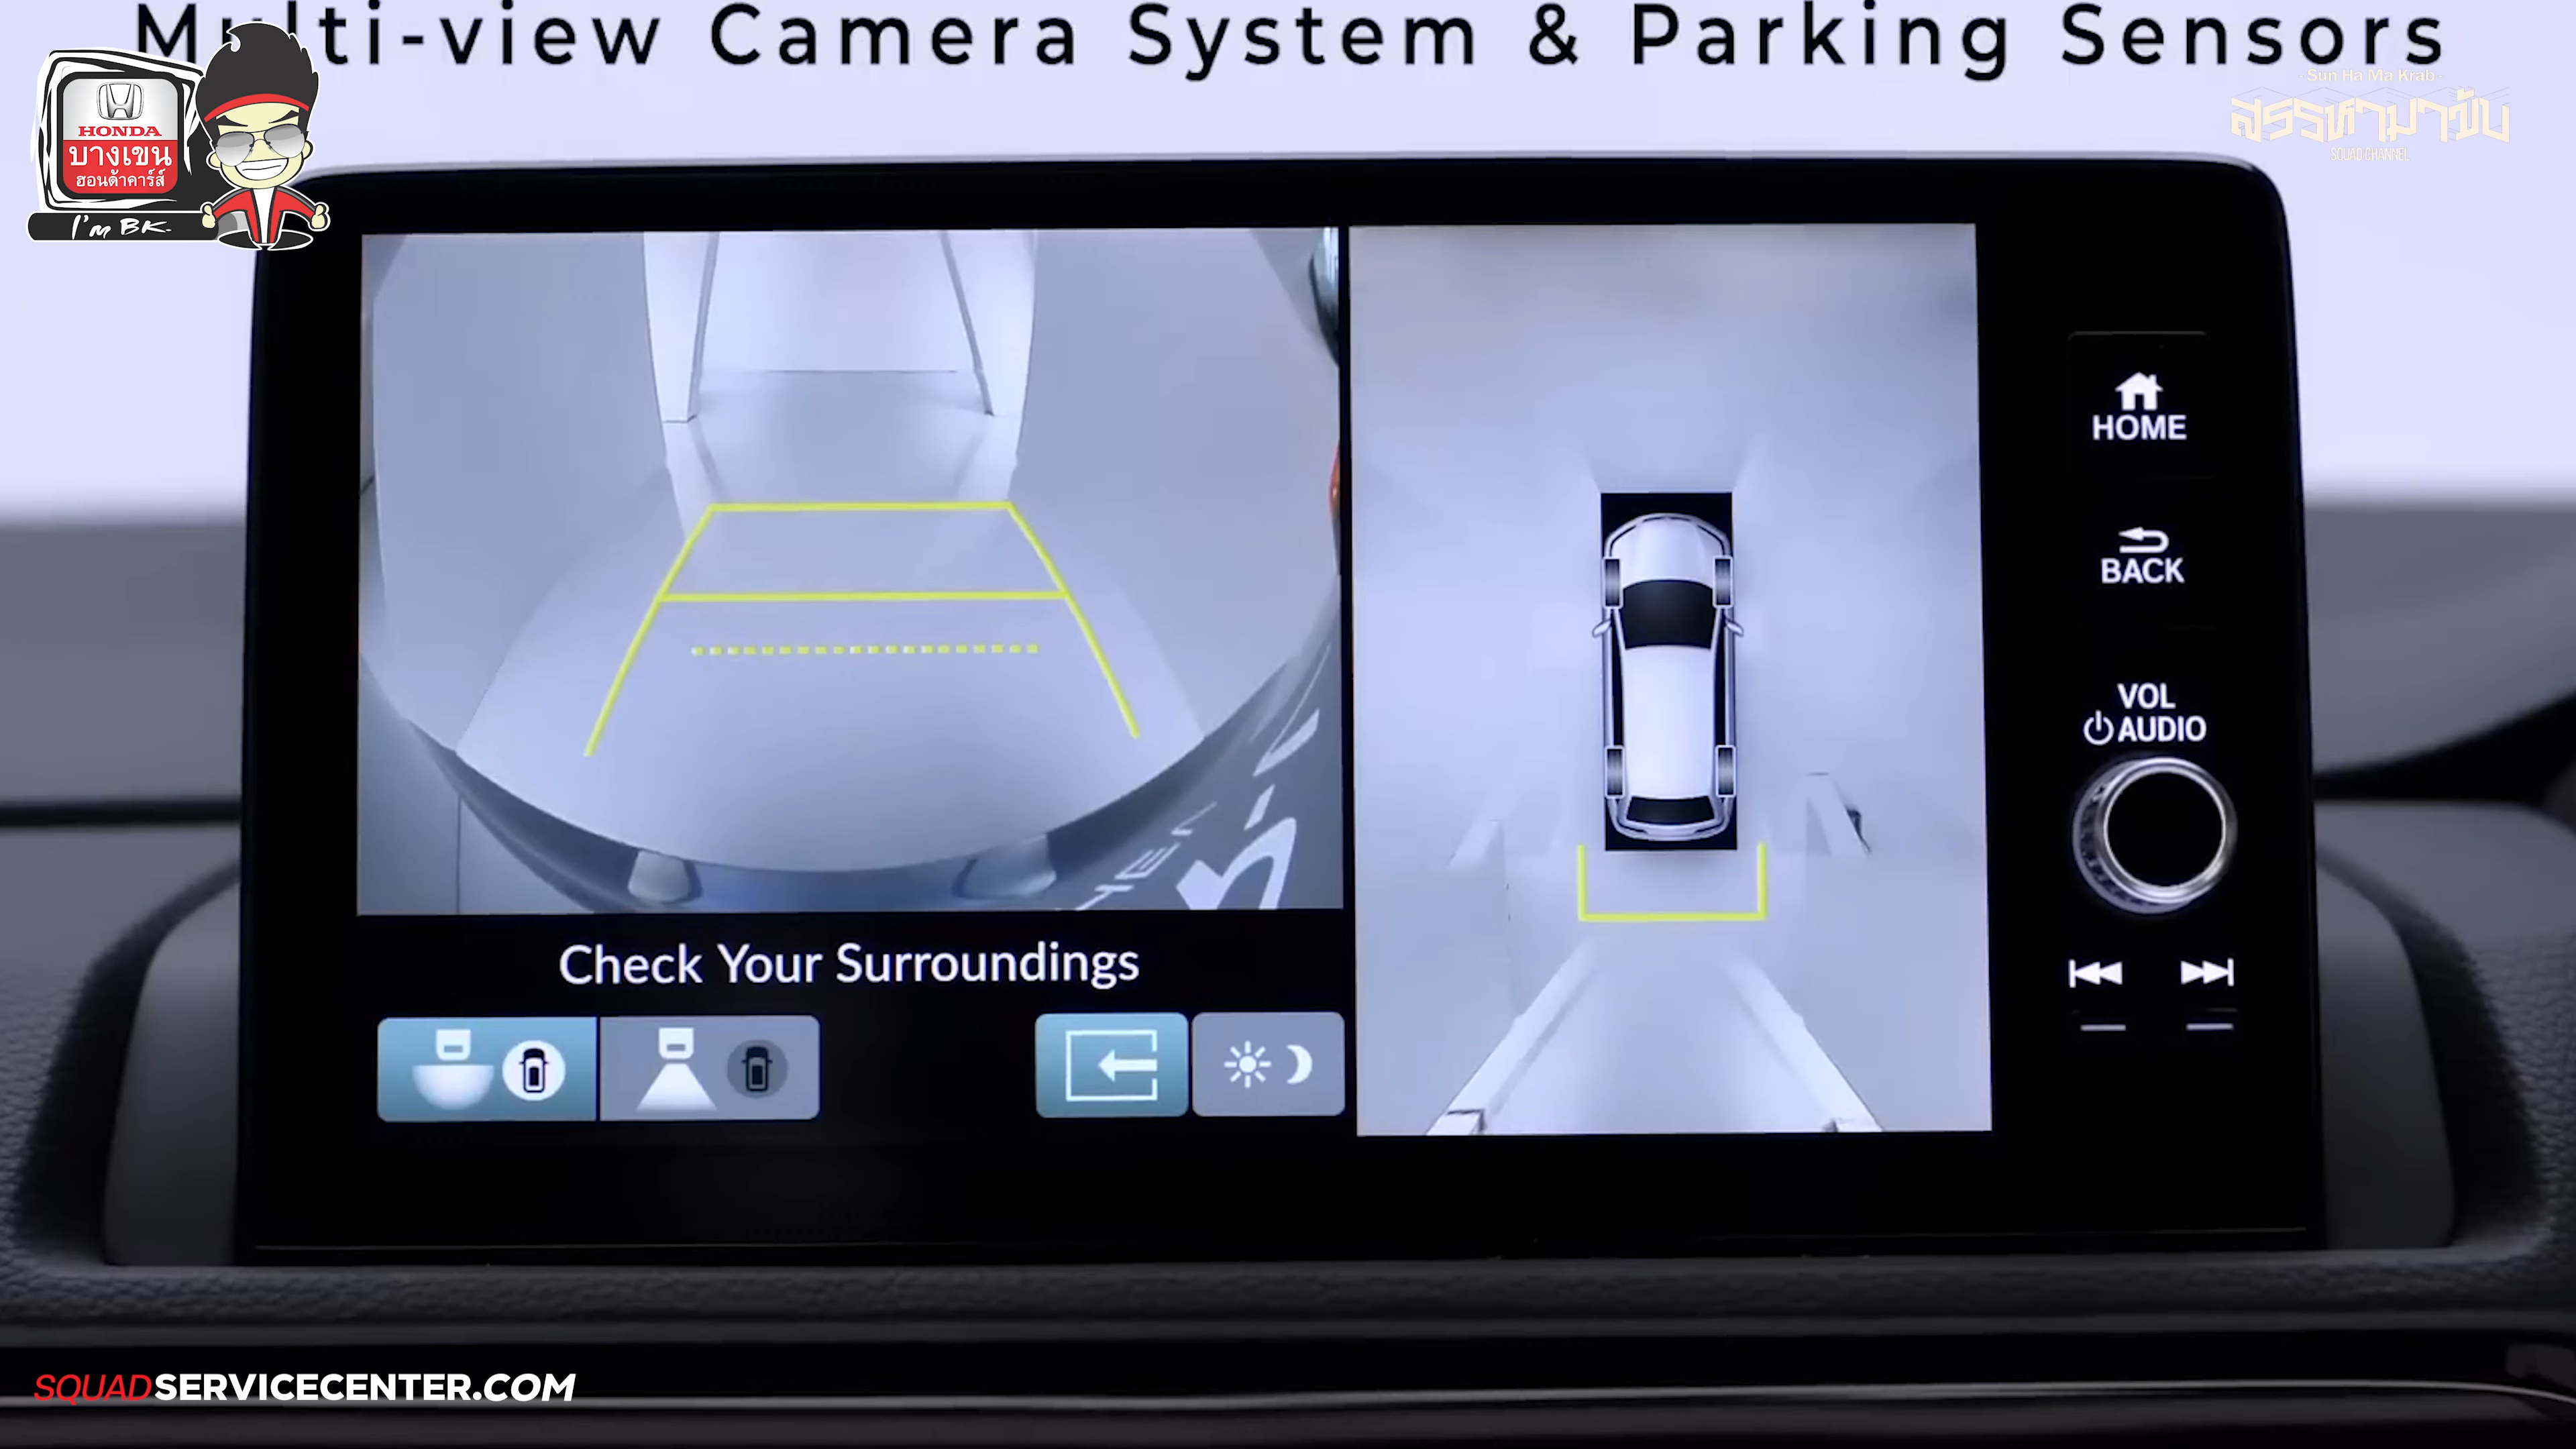 Multi-view Camera System & Parking Sensors
HONDA
บางเขน
ฮอนด้าคาร์ส์
I'm BK.
Sun Ha Ma Krab
สรรหามาขับ
SQUAD CHANNEL
HOME
BACK
VOL
AUDIO
Check Your Surroundings
SQUADSERVICECENTER.COM